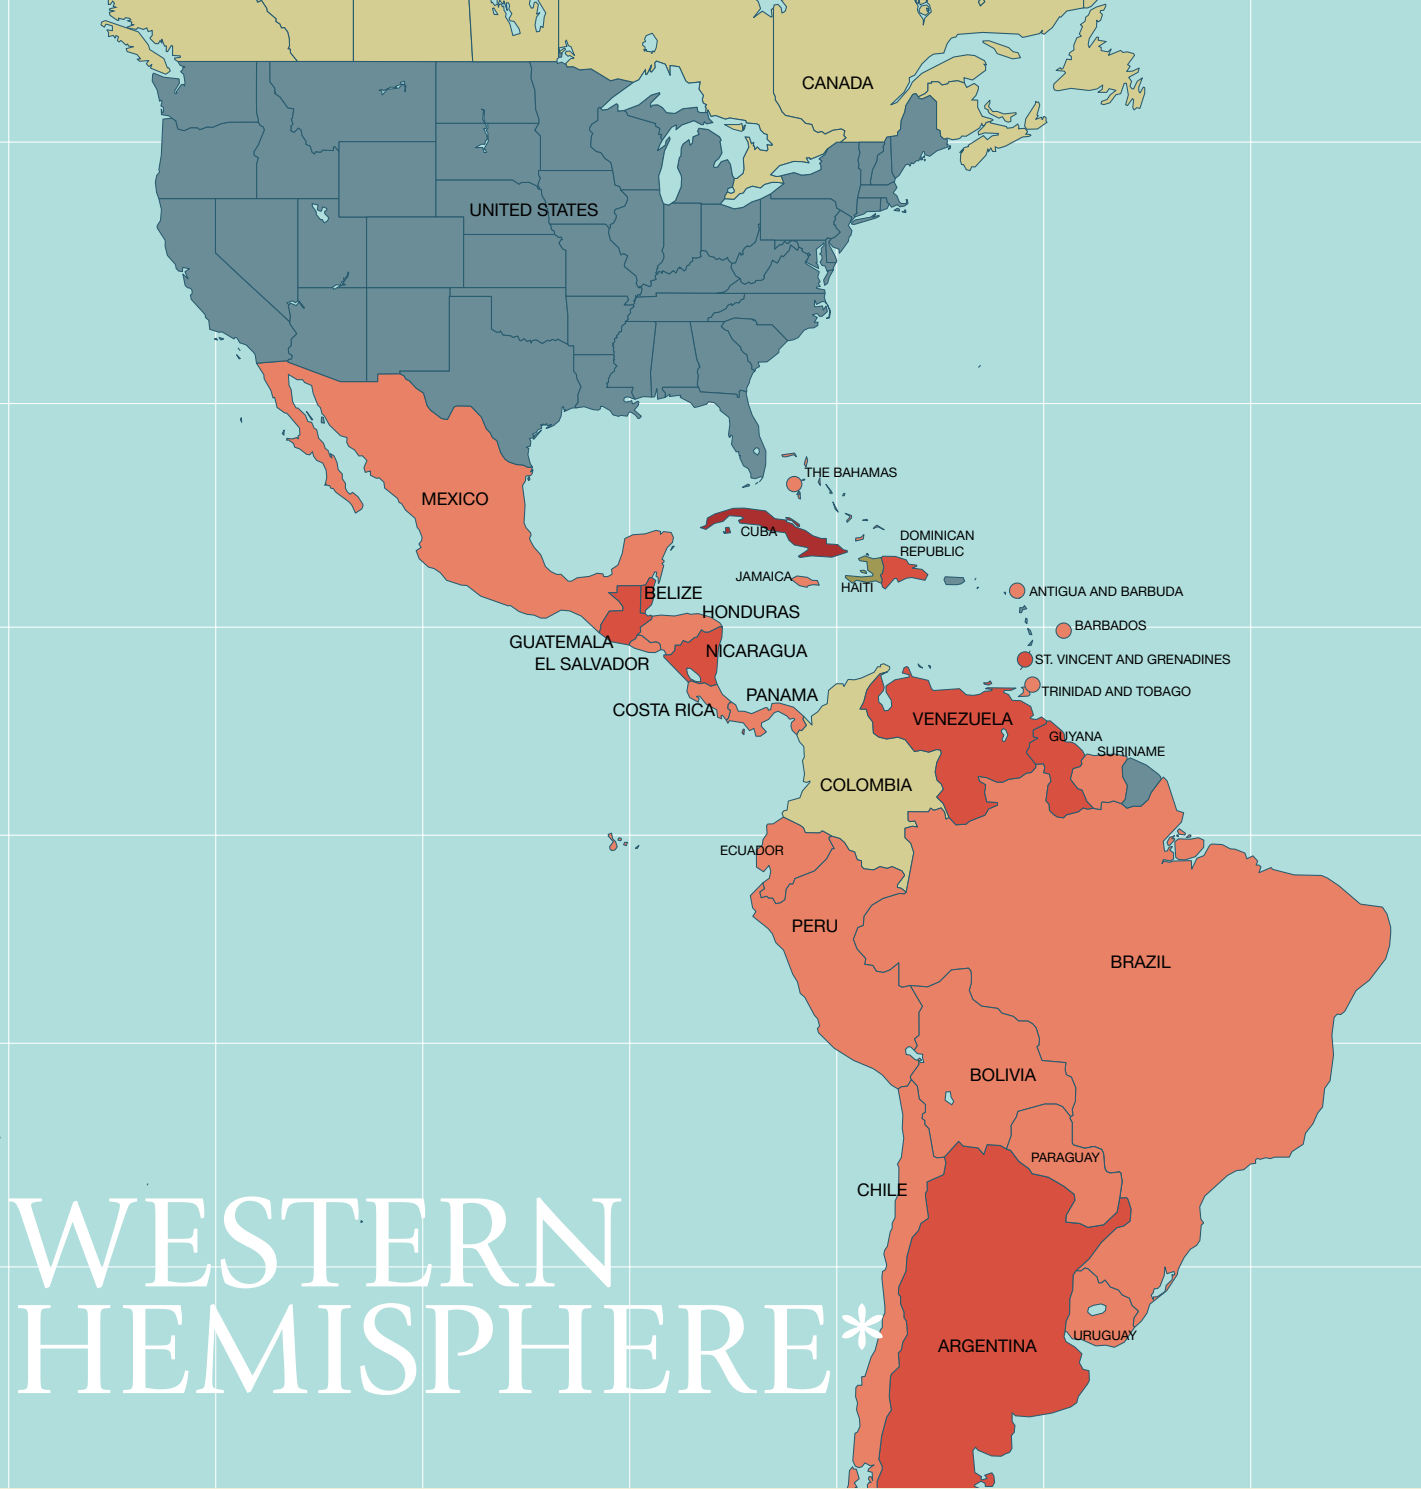 CANADA
UNITED STATES
MEXICO
THE BAHAMAS
CUBA
DOMINICAN
REPUBLIC
JAMAICA
HAITI
BELIZE
ANTIGUA AND BARBUDA
HONDURAS
BARBADOS
GUATEMALA
NICARAGUA
EL SALVADOR
ST. VINCENT AND GRENADINES
TRINIDAD AND TOBAGO
PANAMA
COSTA RICA
VENEZUELA
GUYANA
SURINAME
COLOMBIA
ECUADOR
PERU
BRAZIL
BOLIVIA
PARAGUAY
CHILE
WESTERN
HEMISPHERE*
URUGUAY
ARGENTINA